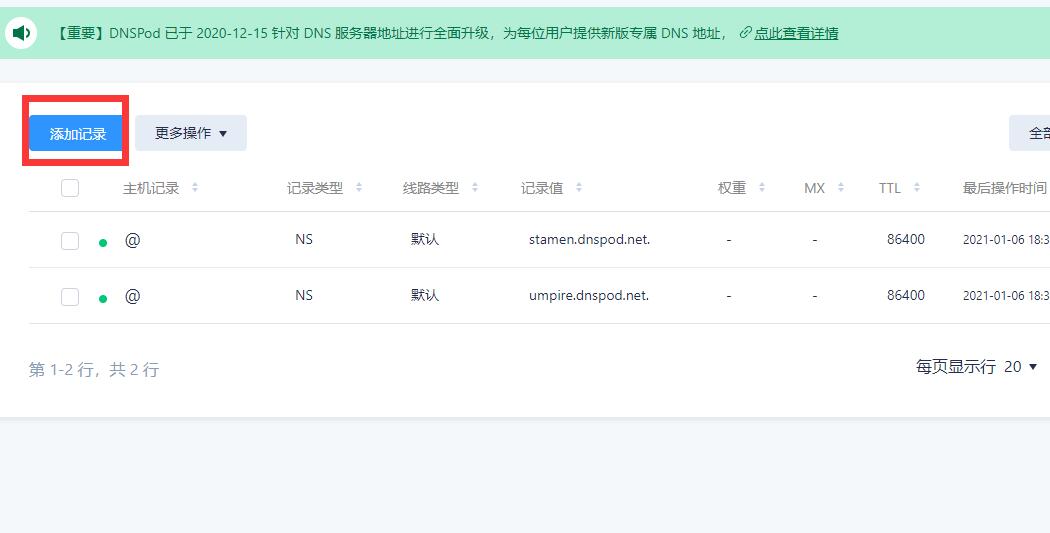 【重要】DNSPod 已于 2020-12-15 针对 DNS 服务器地址进行全面升级，为每位用户提供新版专属 DNS 地址， 点此查看详情
添加记录 更多操作 全部
主机记录 记录类型 线路类型 记录值 权重 MX TTL 最后操作时间
@ NS 默认 stamen.dnspod.net. - - 86400 2021-01-06 18:3
@ NS 默认 umpire.dnspod.net. - - 86400 2021-01-06 18:3
第 1-2 行，共 2 行 每页显示行 20